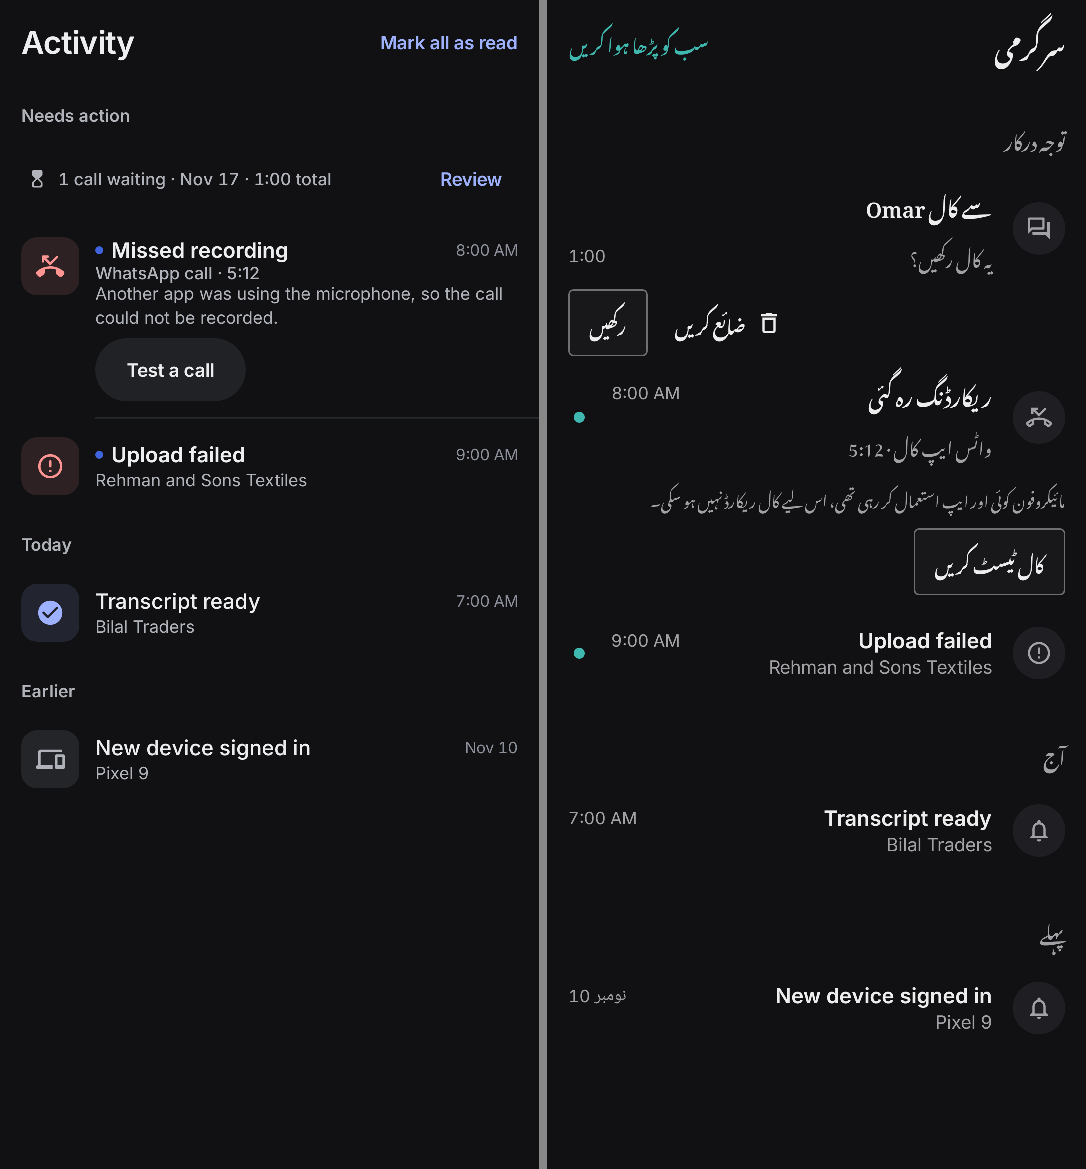 Activity
Mark all as read
Needs action
1 call waiting · Nov 17 · 1:00 total
Review
Missed recording
8:00 AM
WhatsApp call · 5:12
Another app was using the microphone, so the call
could not be recorded.
Test a call
Upload failed
9:00 AM
Rehman and Sons Textiles
Today
Transcript ready
7:00 AM
Bilal Traders
Earlier
New device signed in
Nov 10
Pixel 9
سرگرمی
سب کو پڑھا ہوا کریں
توجہ درکار
Omar سے کال
یہ کال رکھیں؟
1:00
ضائع کریں
رکھیں
ریکارڈنگ رہ گئی
8:00 AM
واٹس ایپ کال · 5:12
مائیکروفون کوئی اور ایپ استعمال کر رہی تھی، اس لیے کال ریکارڈ نہیں ہو سکی۔
کال ٹیسٹ کریں
Upload failed
9:00 AM
Rehman and Sons Textiles
آج
Transcript ready
7:00 AM
Bilal Traders
پہلے
New device signed in
10 نومبر
Pixel 9